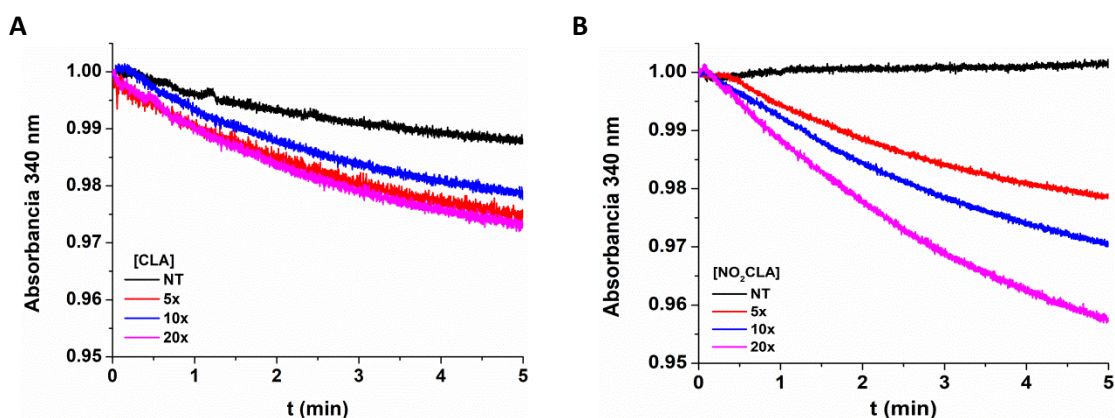 A
Absorbancia 340 nm
1.00
0.99
0.98
0.97
0.96
0.95
[CLA]
NT
5x
10x
20x
0 1 2 3 4 5
t (min)
B
Absorbancia 340 nm
1.00
0.99
0.98
0.97
0.96
0.95
[NO₂CLA]
NT
5x
10x
20x
0 1 2 3 4 5
t (min)